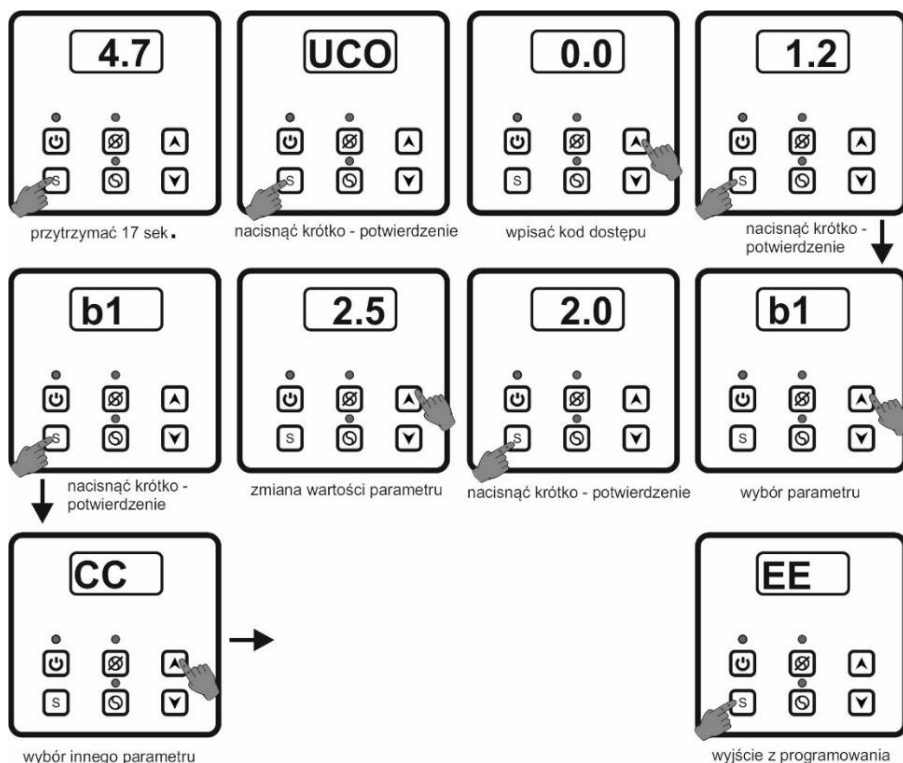 4.7
UCO
0.0
1.2
S
S
S
S
przytrzymać 17 sek.
nacisnąć krótko - potwierdzenie
wpisać kod dostępu
nacisnąć krótko -
potwierdzenie
b1
2.5
2.0
b1
S
S
S
S
nacisnąć krótko -
potwierdzenie
zmiana wartości parametru
nacisnąć krótko - potwierdzenie
wybór parametru
CC
EE
S
S
wybór innego parametru
wyjście z programowania